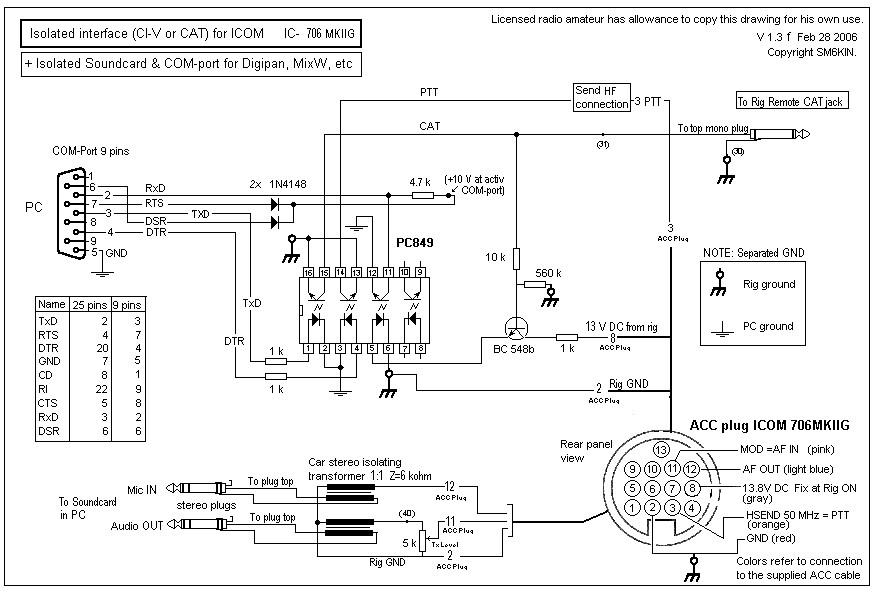 Isolated interface (CI-V or CAT) for ICOM IC- 706 MKIIG
+ Isolated Soundcard & COM-port for Digipan, MixW, etc
Licensed radio amateur has allowance to copy this drawing for his own use.
V 1.3 f Feb 28 2006
Copyright SM6KIN.
PTT
Send HF
connection
3 PTT
To Rig Remote CAT jack
CAT
(31)
To top mono plug
(30)
COM-Port 9 pins
PC
1
6
2
7
3
8
4
9
5
RxD
RTS
TXD
DSR
DTR
GND
2x 1N4148
4.7 k
(+10 V at activ
COM-port)
PC849
16 15 14 13 12 11 10 9
1 2 3 4 5 6 7 8
TxD
DTR
1 k
1 k
10 k
560 k
BC 548b
1 k
13 V DC from rig
8
ACC Plug
3
ACC Plug
2 Rig GND
ACC Plug
NOTE: Separated GND
Rig ground
PC ground
Name 25 pins 9 pins
TxD 2 3
RTS 4 7
DTR 20 4
GND 7 5
CD 8 1
RI 22 9
CTS 5 8
RxD 3 2
DSR 6 6
ACC plug ICOM 706MKIIG
Rear panel
view
13
9 10 11 12
5 6 7 8
1 2 3 4
MOD =AF IN (pink)
AF OUT (light blue)
13.8V DC Fix at Rig ON
(gray)
HSEND 50 MHz = PTT
(orange)
GND (red)
Colors refer to connection
to the supplied ACC cable
Car stereo isolating
transformer 1:1 Z=6 kohm
Mic IN
To plug top
To Soundcard
in PC
stereo plugs
Audio OUT
To plug top
12
ACC Plug
(40)
11
ACC Plug
5 k
Tx Level
2
ACC Plug
Rig GND